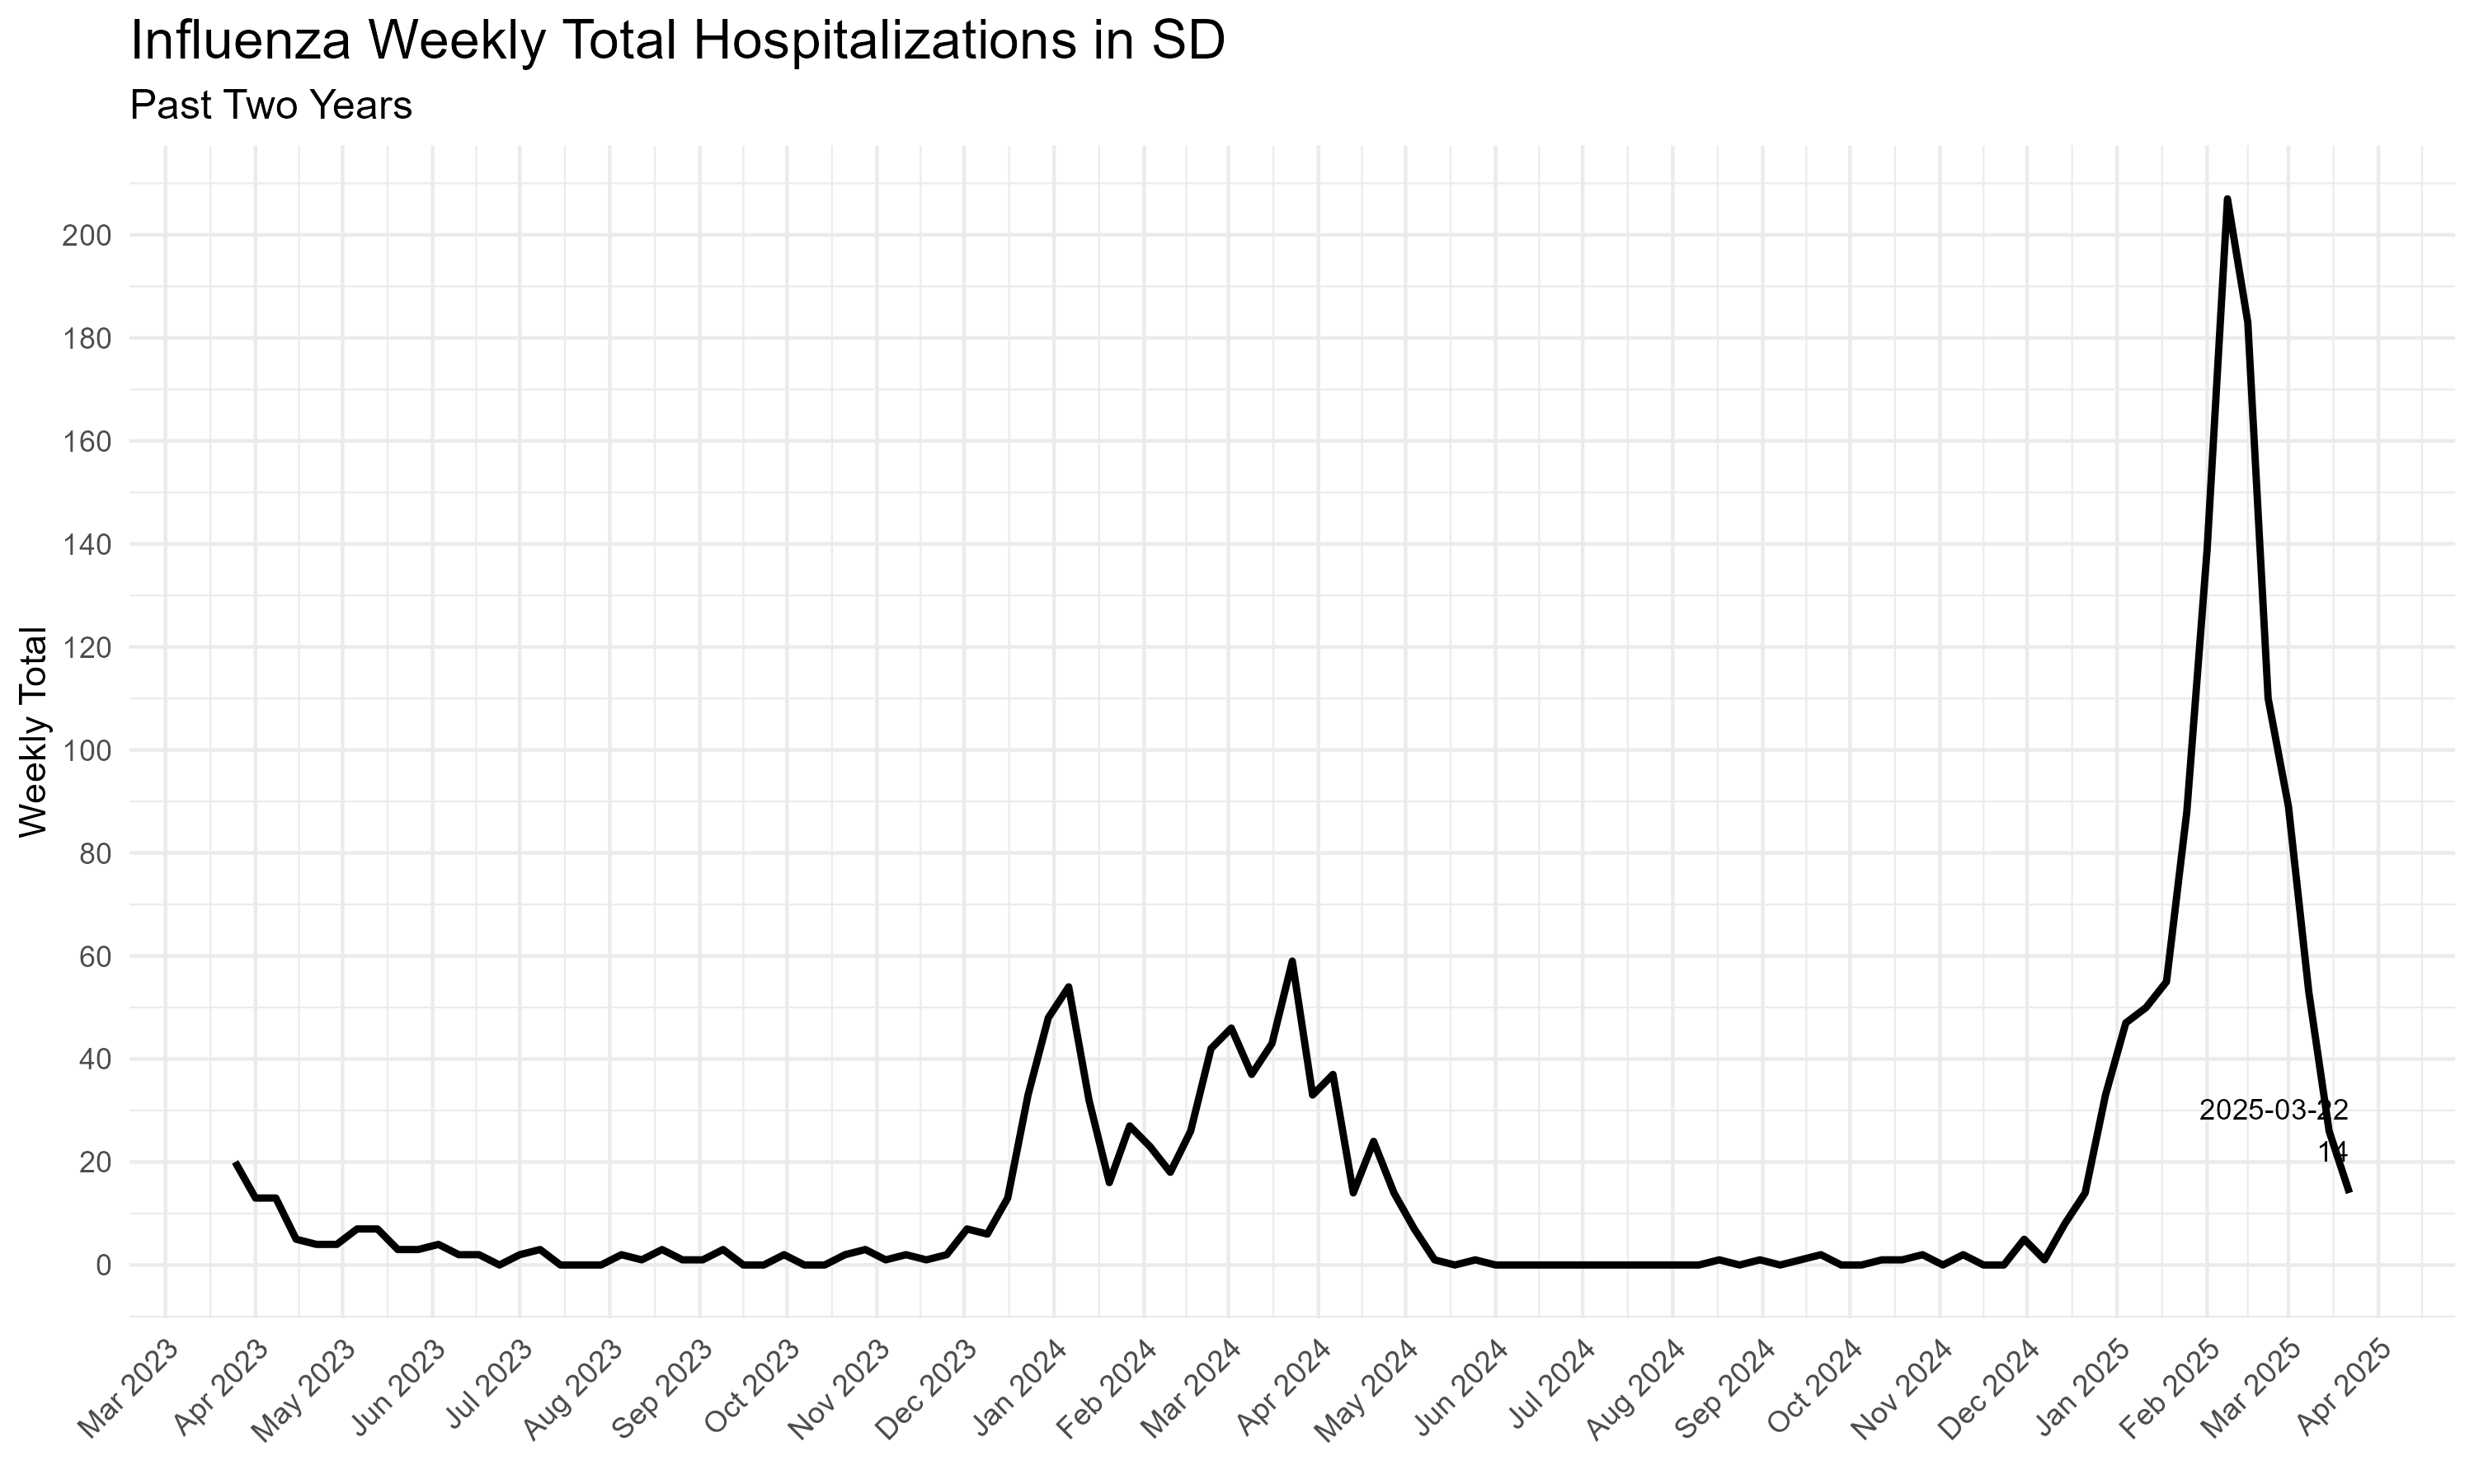 Influenza Weekly Total Hospitalizations in SD
Past Two Years
Weekly Total
200
180
160
140
120
100
80
60
40
20
0
2025-03-22
14
Mar 2023
Apr 2023
May 2023
Jun 2023
Jul 2023
Aug 2023
Sep 2023
Oct 2023
Nov 2023
Dec 2023
Jan 2024
Feb 2024
Mar 2024
Apr 2024
May 2024
Jun 2024
Jul 2024
Aug 2024
Sep 2024
Oct 2024
Nov 2024
Dec 2024
Jan 2025
Feb 2025
Mar 2025
Apr 2025